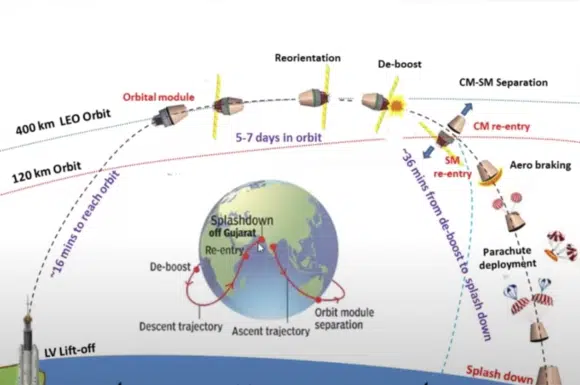 Reorientation
De-boost
Orbital module
CM-SM Separation
400 km LEO Orbit
CM re-entry
5-7 days in orbit
120 km Orbit
SM
re-entry
Aero braking
~16 mins to reach orbit
~36 mins from de-boost to splash down
Splashdown
off Gujarat
Re-entry
De-boost
Parachute
deployment
Orbit module
separation
Descent trajectory
Ascent trajectory
LV Lift-off
Splash down